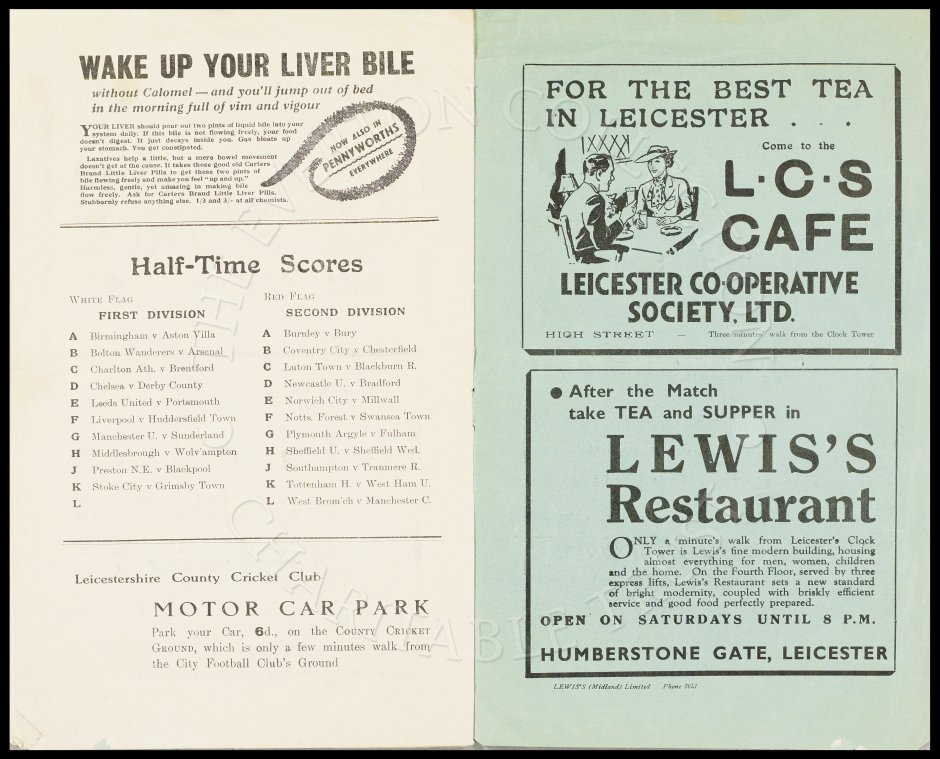 WAKE UP YOUR LIVER BILE
without Calomel — and you'll jump out of bed
in the morning full of vim and vigour
YOUR LIVER should pour out two pints of liquid bile into your
system daily. If this bile is not flowing freely, your food
doesn't digest. It just decays inside you. Gas bloats up
your stomach. You get constipated.
Laxatives help a little, but a mere bowel movement
doesn't get at the cause. It takes those good old Carters
Brand Little Liver Pills to get these two pints of
bile flowing freely and make you feel "up and up."
Harmless, gentle, yet amazing in making bile
flow freely. Ask for Carters Brand Little Liver Pills.
Stubbornly refuse anything else. 1/3 and 3/- at all chemists.
NOW ALSO IN
PENNYWORTHS
EVERYWHERE
Half-Time Scores
WHITE FLAG
FIRST DIVISION
A Birmingham v Aston Villa
B Bolton Wanderers v Arsenal
C Charlton Ath. v Brentford
D Chelsea v Derby County
E Leeds United v Portsmouth
F Liverpool v Huddersfield Town
G Manchester U. v Sunderland
H Middlesbrough v Wolv'ampton
J Preston N.E. v Blackpool
K Stoke City v Grimsby Town
L
RED FLAG
SECOND DIVISION
A Burnley v Bury
B Coventry City v Chesterfield
C Luton Town v Blackburn R.
D Newcastle U. v Bradford
E Norwich City v Millwall
F Notts. Forest v Swansea Town
G Plymouth Argyle v Fulham
H Sheffield U. v Sheffield Wed.
J Southampton v Tranmere R.
K Tottenham H. v West Ham U.
L West Brom'ch v Manchester C.
Leicestershire County Cricket Club
MOTOR CAR PARK
Park your Car, 6d., on the COUNTY CRICKET
GROUND, which is only a few minutes walk from
the City Football Club's Ground
FOR THE BEST TEA
IN LEICESTER . . .
Come to the
L·C·S
CAFE
LEICESTER CO-OPERATIVE
SOCIETY, LTD.
HIGH STREET – Three minutes' walk from the Clock Tower
● After the Match
take TEA and SUPPER in
LEWIS'S
Restaurant
ONLY a minute's walk from Leicester's Clock
Tower is Lewis's fine modern building, housing
almost everything for men, women, children
and the home. On the Fourth Floor, served by three
express lifts, Lewis's Restaurant sets a new standard
of bright modernity, coupled with briskly efficient
service and good food perfectly prepared.
OPEN ON SATURDAYS UNTIL 8 P.M.
HUMBERSTONE GATE, LEICESTER
LEWIS'S (Midland) Limited Phone